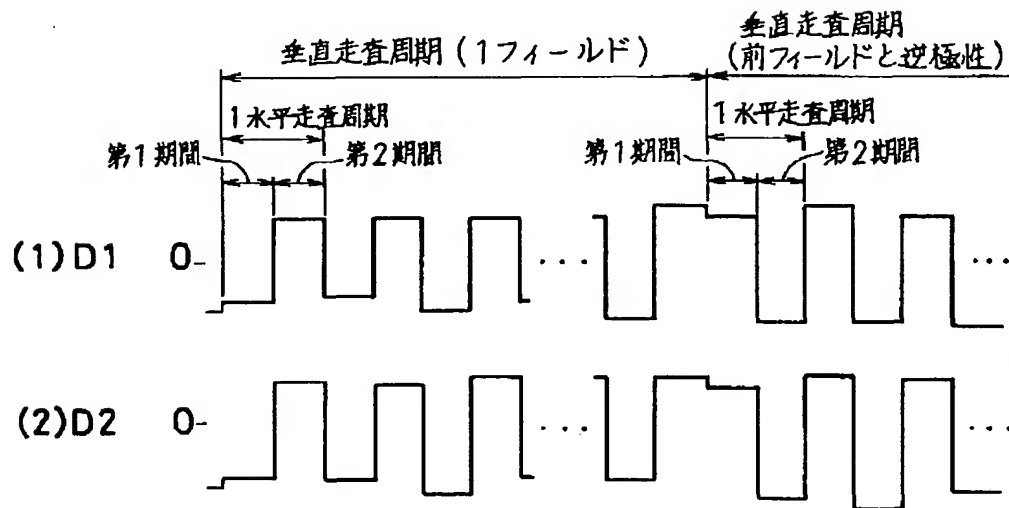 垂直走査周期(1フィールド)
垂直走査周期
(前フィールドと逆極性)
1水平走査周期
1水平走査周期
第1期間
第2期間
第1期間
第2期間
(1)D1 0-
...
...
(2)D2 0-
...
...